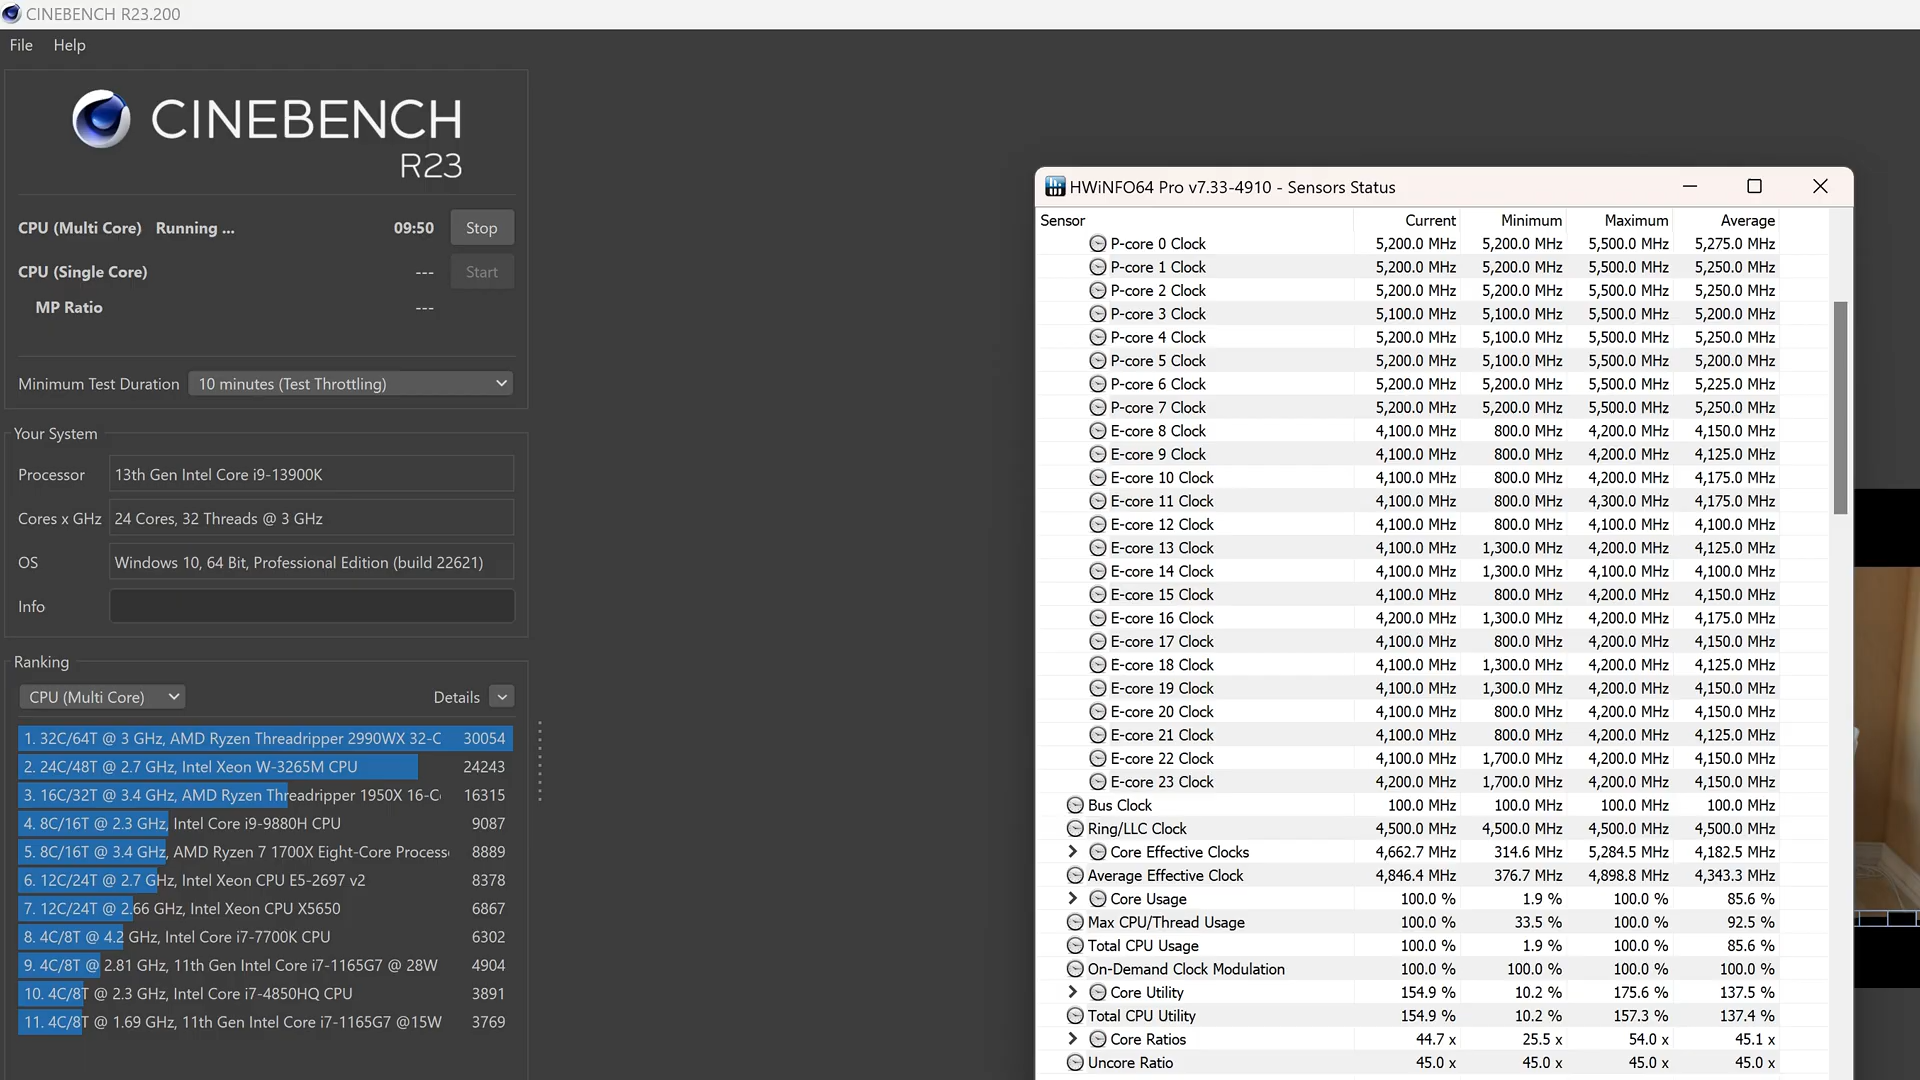 CINEBENCH R23.200
File Help
CINEBENCH
R23
CPU (Multi Core) Running ... 09:50 Stop
CPU (Single Core) --- Start
MP Ratio ---
Minimum Test Duration 10 minutes (Test Throttling)
Your System
Processor 13th Gen Intel Core i9-13900K
Cores x GHz 24 Cores, 32 Threads @ 3 GHz
OS Windows 10, 64 Bit, Professional Edition (build 22621)
Info
Ranking
CPU (Multi Core) Details
1. 32C/64T @ 3 GHz, AMD Ryzen Threadripper 2990WX 32-C 30054
2. 24C/48T @ 2.7 GHz, Intel Xeon W-3265M CPU 24243
3. 16C/32T @ 3.4 GHz, AMD Ryzen Threadripper 1950X 16-C 16315
4. 8C/16T @ 2.3 GHz, Intel Core i9-9880H CPU 9087
5. 8C/16T @ 3.4 GHz, AMD Ryzen 7 1700X Eight-Core Process 8889
6. 12C/24T @ 2.7 GHz, Intel Xeon CPU E5-2697 v2 8378
7. 12C/24T @ 2.66 GHz, Intel Xeon CPU X5650 6867
8. 4C/8T @ 4.2 GHz, Intel Core i7-7700K CPU 6302
9. 4C/8T @ 2.81 GHz, 11th Gen Intel Core i7-1165G7 @ 28W 4904
10. 4C/8T @ 2.3 GHz, Intel Core i7-4850HQ CPU 3891
11. 4C/8T @ 1.69 GHz, 11th Gen Intel Core i7-1165G7 @15W 3769
HWiNFO64 Pro v7.33-4910 - Sensors Status
Sensor Current Minimum Maximum Average
P-core 0 Clock 5,200.0 MHz 5,200.0 MHz 5,500.0 MHz 5,275.0 MHz
P-core 1 Clock 5,200.0 MHz 5,200.0 MHz 5,500.0 MHz 5,250.0 MHz
P-core 2 Clock 5,200.0 MHz 5,200.0 MHz 5,500.0 MHz 5,250.0 MHz
P-core 3 Clock 5,100.0 MHz 5,100.0 MHz 5,500.0 MHz 5,200.0 MHz
P-core 4 Clock 5,200.0 MHz 5,100.0 MHz 5,500.0 MHz 5,250.0 MHz
P-core 5 Clock 5,200.0 MHz 5,100.0 MHz 5,500.0 MHz 5,200.0 MHz
P-core 6 Clock 5,200.0 MHz 5,200.0 MHz 5,500.0 MHz 5,225.0 MHz
P-core 7 Clock 5,200.0 MHz 5,200.0 MHz 5,500.0 MHz 5,250.0 MHz
E-core 8 Clock 4,100.0 MHz 800.0 MHz 4,200.0 MHz 4,150.0 MHz
E-core 9 Clock 4,100.0 MHz 800.0 MHz 4,200.0 MHz 4,125.0 MHz
E-core 10 Clock 4,100.0 MHz 800.0 MHz 4,200.0 MHz 4,175.0 MHz
E-core 11 Clock 4,100.0 MHz 800.0 MHz 4,300.0 MHz 4,175.0 MHz
E-core 12 Clock 4,100.0 MHz 800.0 MHz 4,100.0 MHz 4,100.0 MHz
E-core 13 Clock 4,100.0 MHz 1,300.0 MHz 4,200.0 MHz 4,125.0 MHz
E-core 14 Clock 4,100.0 MHz 1,300.0 MHz 4,100.0 MHz 4,100.0 MHz
E-core 15 Clock 4,100.0 MHz 800.0 MHz 4,200.0 MHz 4,150.0 MHz
E-core 16 Clock 4,200.0 MHz 1,300.0 MHz 4,200.0 MHz 4,175.0 MHz
E-core 17 Clock 4,100.0 MHz 800.0 MHz 4,200.0 MHz 4,150.0 MHz
E-core 18 Clock 4,100.0 MHz 1,300.0 MHz 4,200.0 MHz 4,125.0 MHz
E-core 19 Clock 4,100.0 MHz 1,300.0 MHz 4,200.0 MHz 4,150.0 MHz
E-core 20 Clock 4,100.0 MHz 800.0 MHz 4,200.0 MHz 4,150.0 MHz
E-core 21 Clock 4,100.0 MHz 800.0 MHz 4,200.0 MHz 4,125.0 MHz
E-core 22 Clock 4,100.0 MHz 1,700.0 MHz 4,200.0 MHz 4,150.0 MHz
E-core 23 Clock 4,200.0 MHz 1,700.0 MHz 4,200.0 MHz 4,150.0 MHz
Bus Clock 100.0 MHz 100.0 MHz 100.0 MHz 100.0 MHz
Ring/LLC Clock 4,500.0 MHz 4,500.0 MHz 4,500.0 MHz 4,500.0 MHz
Core Effective Clocks 4,662.7 MHz 314.6 MHz 5,284.5 MHz 4,182.5 MHz
Average Effective Clock 4,846.4 MHz 376.7 MHz 4,898.8 MHz 4,343.3 MHz
Core Usage 100.0 % 1.9 % 100.0 % 85.6 %
Max CPU/Thread Usage 100.0 % 33.5 % 100.0 % 92.5 %
Total CPU Usage 100.0 % 1.9 % 100.0 % 85.6 %
On-Demand Clock Modulation 100.0 % 100.0 % 100.0 % 100.0 %
Core Utility 154.9 % 10.2 % 175.6 % 137.5 %
Total CPU Utility 154.9 % 10.2 % 157.3 % 137.4 %
Core Ratios 44.7 x 25.5 x 54.0 x 45.1 x
Uncore Ratio 45.0 x 45.0 x 45.0 x 45.0 x